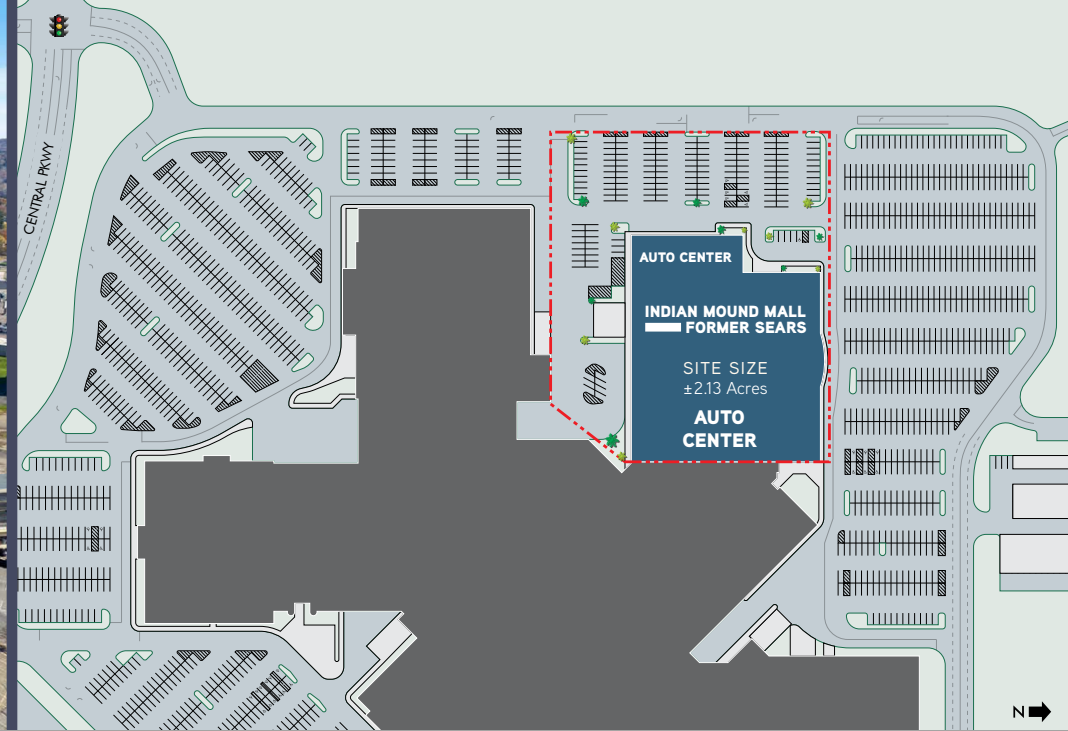 CENTRAL PKWY
AUTO CENTER
INDIAN MOUND MALL
FORMER SEARS
SITE SIZE
±2.13 Acres
AUTO
CENTER
N